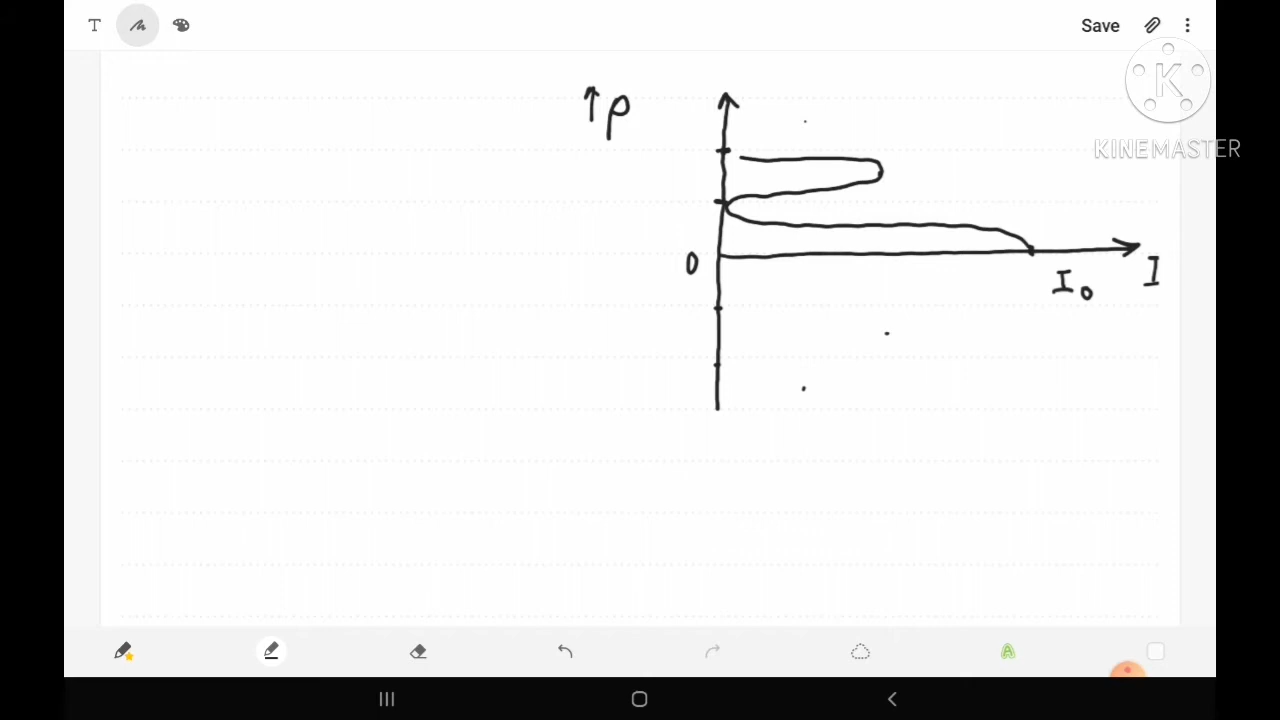 T Save
K
KINEMASTER
↑ρ
0 I₀ I
A